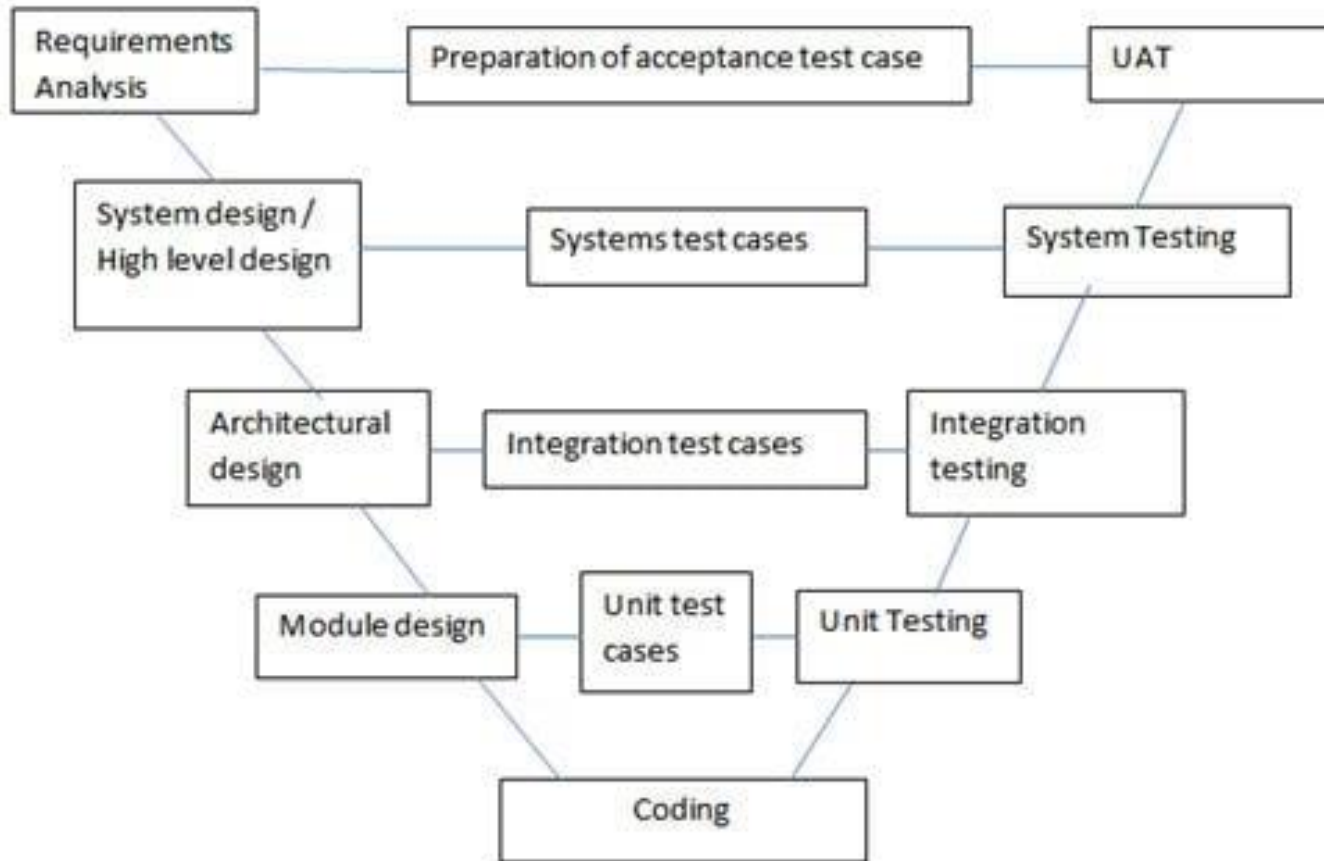 Requirements
Analysis
Preparation of acceptance test case
UAT
System design /
High level design
Systems test cases
System Testing
Architectural
design
Integration test cases
Integration
testing
Module design
Unit test
cases
Unit Testing
Coding